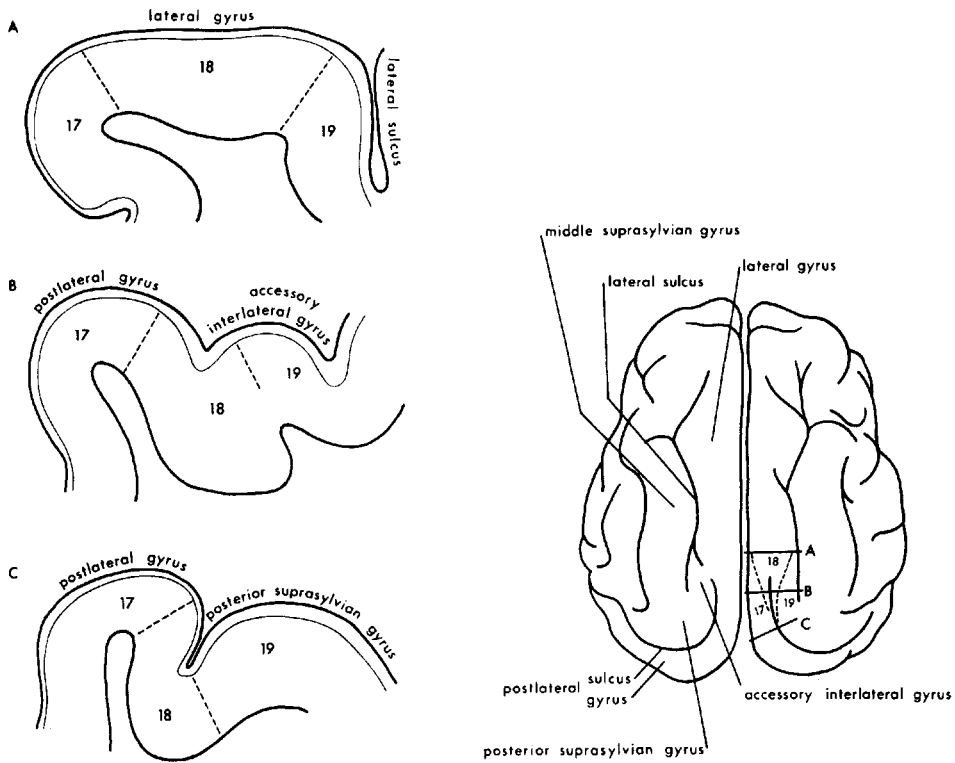 A
lateral gyrus
18
17
19
lateral sulcus
B
postlateral gyrus
accessory
interlateral gyrus
17
19
18
C
postlateral gyrus
posterior suprasylvian gyrus
17
19
18
middle suprasylvian gyrus
lateral gyrus
lateral sulcus
A
18
B
17
19
C
postlateral sulcus
gyrus
accessory interlateral gyrus
posterior suprasylvian gyrus